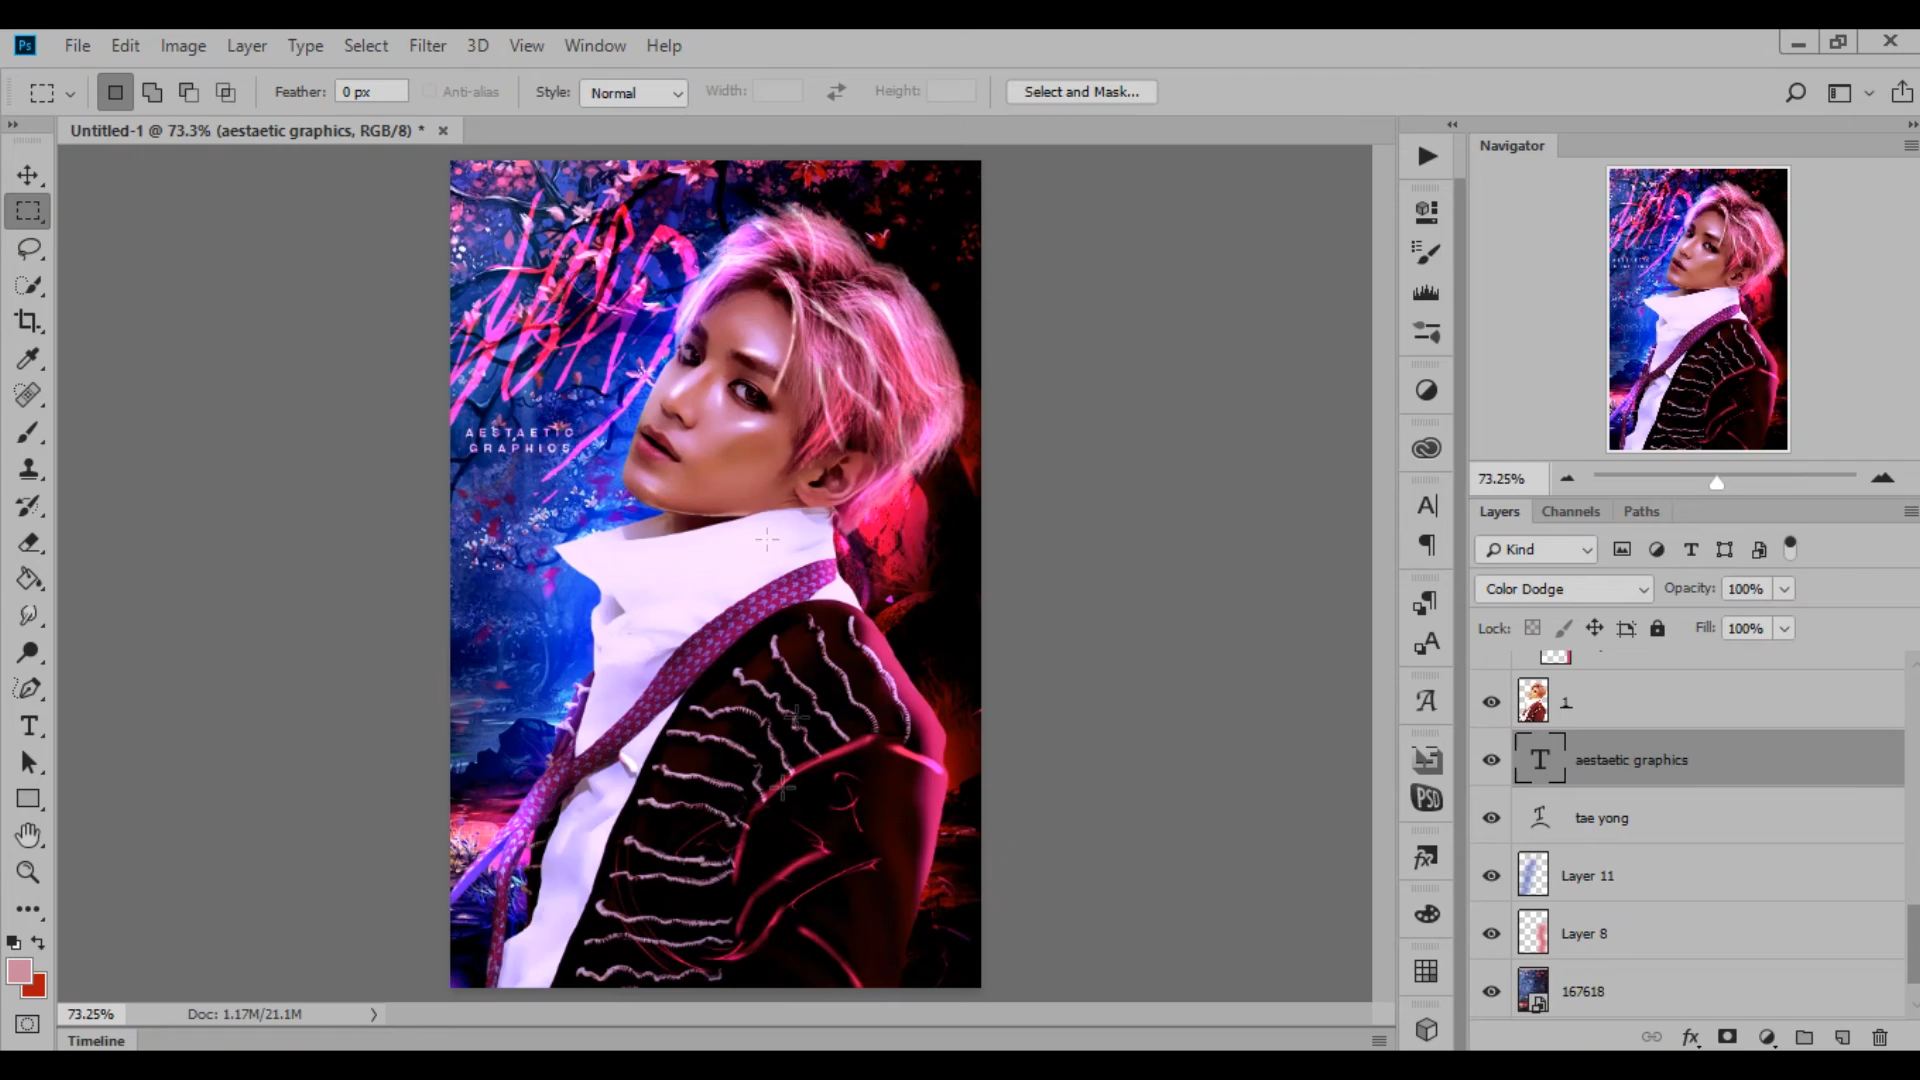 Ps File Edit Image Layer Type Select Filter 3D View Window Help
Feather: 0 px Anti-alias Style: Normal Width: Height: Select and Mask...
Untitled-1 @ 73.3% (aestaetic graphics, RGB/8) *
AESTAETIC
GRAPHICS
73.25% Doc: 1.17M/21.1M
Timeline
PSD
Navigator
73.25%
Layers Channels Paths
Kind
Color Dodge Opacity: 100%
Lock: Fill: 100%
1
aestaetic graphics
tae yong
Layer 11
Layer 8
167618